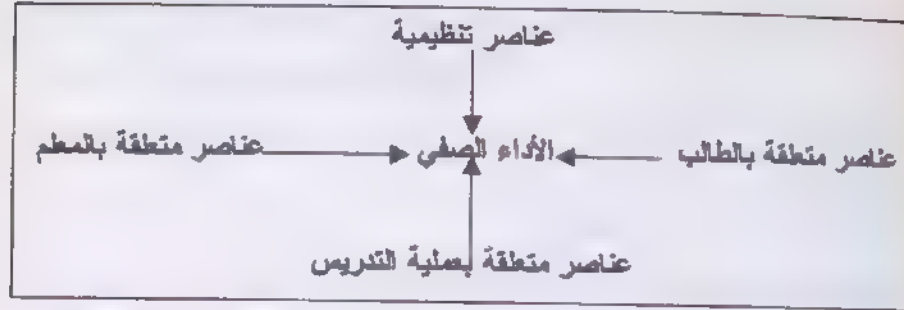 عناصر تنظيمية
عناصر متعلقة بالطالب الأداء الصفي عناصر متعلقة بالمعلم
عناصر متعلقة بعملية التدريس